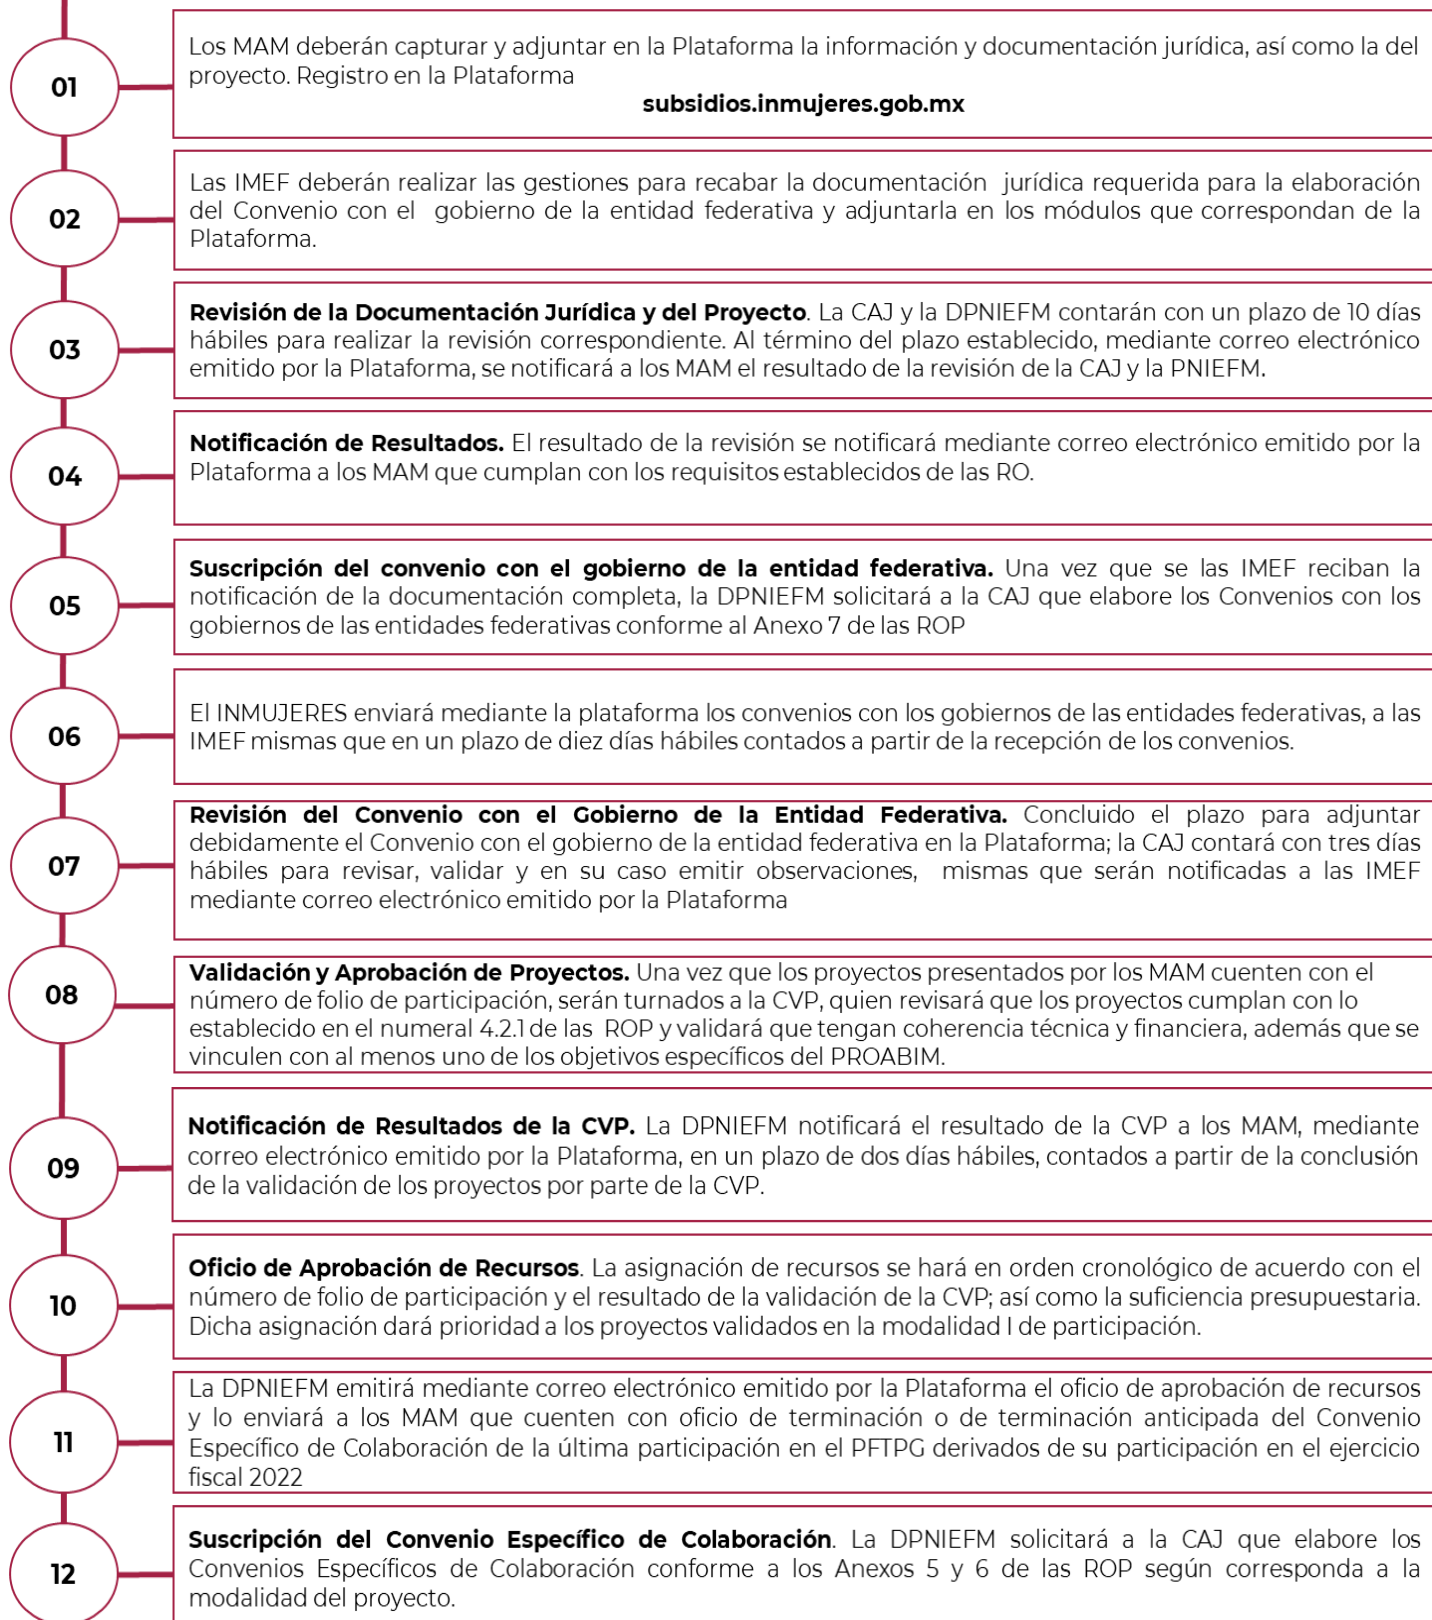 01
Los MAM deberán capturar y adjuntar en la Plataforma la información y documentación jurídica, así como la del
proyecto. Registro en la Plataforma
subsidios.inmujeres.gob.mx
02
Las IMEF deberán realizar las gestiones para recabar la documentación jurídica requerida para la elaboración
del Convenio con el gobierno de la entidad federativa y adjuntarla en los módulos que correspondan de la
Plataforma.
03
Revisión de la Documentación Jurídica y del Proyecto. La CAJ y la DPNIEFM contarán con un plazo de 10 días
hábiles para realizar la revisión correspondiente. Al término del plazo establecido, mediante correo electrónico
emitido por la Plataforma, se notificará a los MAM el resultado de la revisión de la CAJ y la PNIEFM.
04
Notificación de Resultados. El resultado de la revisión se notificará mediante correo electrónico emitido por la
Plataforma a los MAM que cumplan con los requisitos establecidos de las RO.
05
Suscripción del convenio con el gobierno de la entidad federativa. Una vez que se las IMEF reciban la
notificación de la documentación completa, la DPNIEFM solicitará a la CAJ que elabore los Convenios con los
gobiernos de las entidades federativas conforme al Anexo 7 de las ROP
06
El INMUJERES enviará mediante la plataforma los convenios con los gobiernos de las entidades federativas, a las
IMEF mismas que en un plazo de diez días hábiles contados a partir de la recepción de los convenios.
07
Revisión del Convenio con el Gobierno de la Entidad Federativa. Concluido el plazo para adjuntar
debidamente el Convenio con el gobierno de la entidad federativa en la Plataforma; la CAJ contará con tres días
hábiles para revisar, validar y en su caso emitir observaciones, mismas que serán notificadas a las IMEF
mediante correo electrónico emitido por la Plataforma
08
Validación y Aprobación de Proyectos. Una vez que los proyectos presentados por los MAM cuenten con el
número de folio de participación, serán turnados a la CVP, quien revisará que los proyectos cumplan con lo
establecido en el numeral 4.2.1 de las ROP y validará que tengan coherencia técnica y financiera, además que se
vinculen con al menos uno de los objetivos específicos del PROABIM.
09
Notificación de Resultados de la CVP. La DPNIEFM notificará el resultado de la CVP a los MAM, mediante
correo electrónico emitido por la Plataforma, en un plazo de dos días hábiles, contados a partir de la conclusión
de la validación de los proyectos por parte de la CVP.
10
Oficio de Aprobación de Recursos. La asignación de recursos se hará en orden cronológico de acuerdo con el
número de folio de participación y el resultado de la validación de la CVP; así como la suficiencia presupuestaria.
Dicha asignación dará prioridad a los proyectos validados en la modalidad I de participación.
11
La DPNIEFM emitirá mediante correo electrónico emitido por la Plataforma el oficio de aprobación de recursos
y lo enviará a los MAM que cuenten con oficio de terminación o de terminación anticipada del Convenio
Específico de Colaboración de la última participación en el PFTPG derivados de su participación en el ejercicio
fiscal 2022
12
Suscripción del Convenio Específico de Colaboración. La DPNIEFM solicitará a la CAJ que elabore los
Convenios Específicos de Colaboración conforme a los Anexos 5 y 6 de las ROP según corresponda a la
modalidad del proyecto.